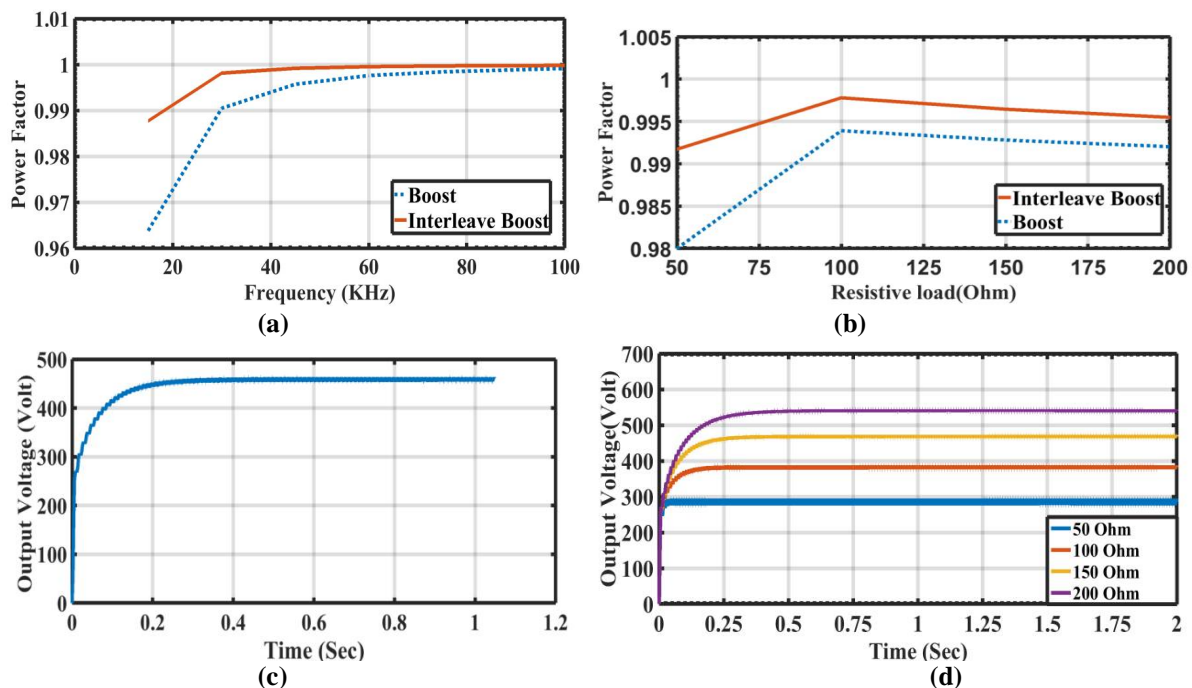 1.01
1
0.99
0.98
0.97
0.96
Power Factor
0 20 40 60 80 100
Frequency (KHz)
Boost
Interleave Boost
(a)
1.005
1
0.995
0.99
0.985
0.98
Power Factor
50 75 100 125 150 175 200
Resistive load(Ohm)
Interleave Boost
Boost
(b)
500
400
300
200
100
0
Output Voltage (Volt)
0 0.2 0.4 0.6 0.8 1 1.2
Time (Sec)
(c)
700
600
500
400
300
200
100
0
Output Voltage(Volt)
0 0.25 0.5 0.75 1 1.25 1.5 1.75 2
Time (Sec)
50 Ohm
100 Ohm
150 Ohm
200 Ohm
(d)